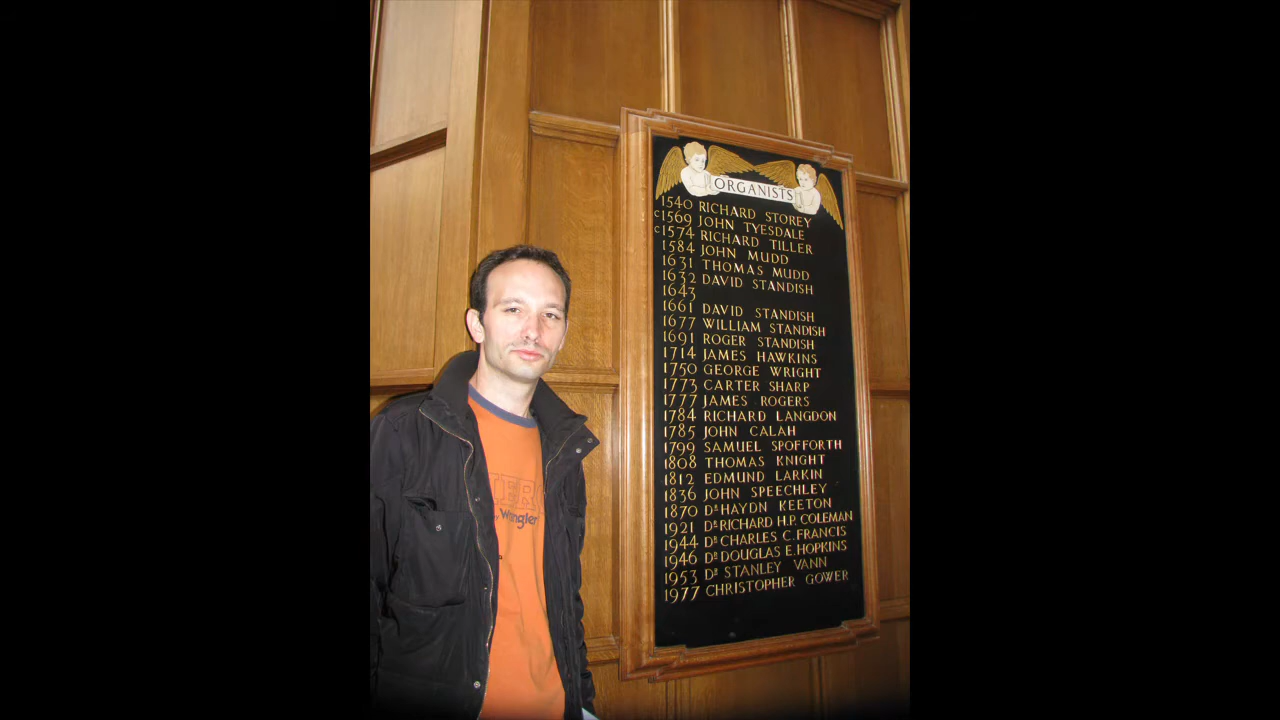 ORGANISTS
1540 RICHARD STOREY
c1569 JOHN TYESDALE
c1574 RICHARD TILLER
1584 JOHN MUDD
1631 THOMAS MUDD
1632 DAVID STANDISH
1643
1661 DAVID STANDISH
1677 WILLIAM STANDISH
1691 ROGER STANDISH
1714 JAMES HAWKINS
1750 GEORGE WRIGHT
1773 CARTER SHARP
1777 JAMES ROGERS
1784 RICHARD LANGDON
1785 JOHN CALAH
1799 SAMUEL SPOFFORTH
1808 THOMAS KNIGHT
1812 EDMUND LARKIN
1836 JOHN SPEECHLEY
1870 DR HAYDN KEETON
1921 DR RICHARD H.P. COLEMAN
1944 DR CHARLES C. FRANCIS
1946 DR DOUGLAS E. HOPKINS
1953 DR STANLEY VANN
1977 CHRISTOPHER GOWER
Wrangler